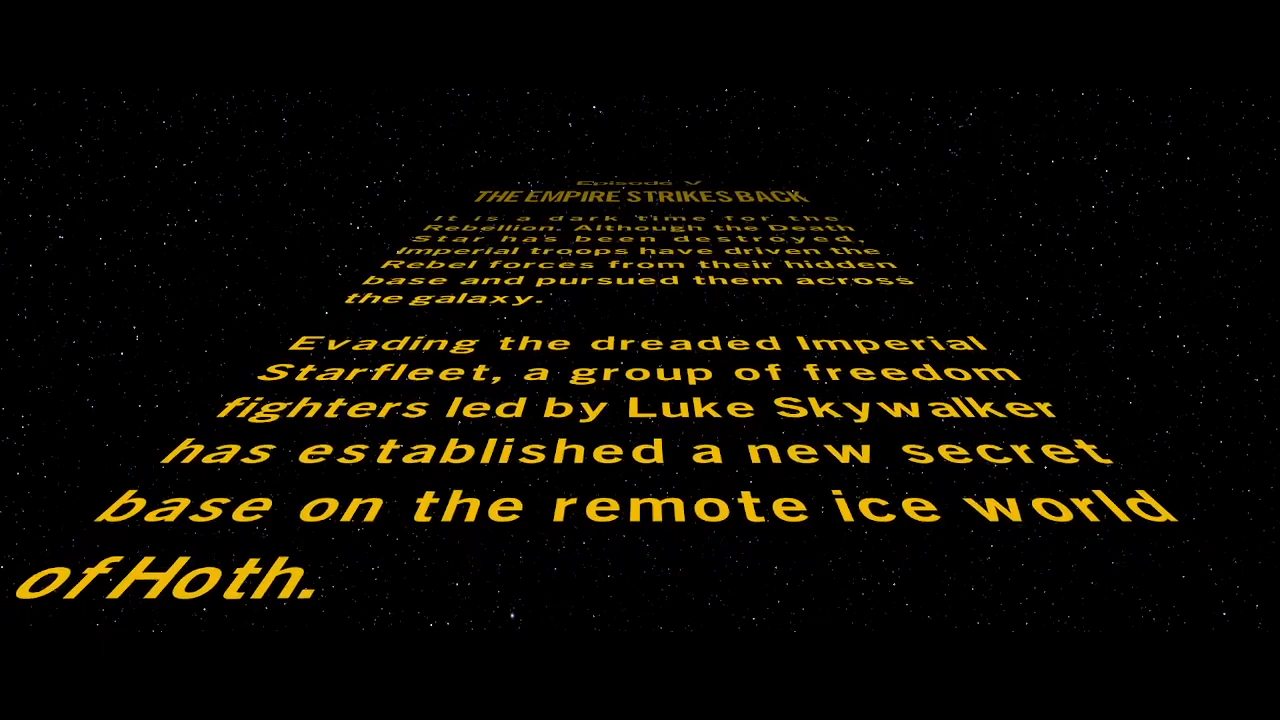 Episode V
THE EMPIRE STRIKES BACK
It is a dark time for the
Rebellion. Although the Death
Star has been destroyed,
Imperial troops have driven the
Rebel forces from their hidden
base and pursued them across
the galaxy.
Evading the dreaded Imperial
Starfleet, a group of freedom
fighters led by Luke Skywalker
has established a new secret
base on the remote ice world
of Hoth.